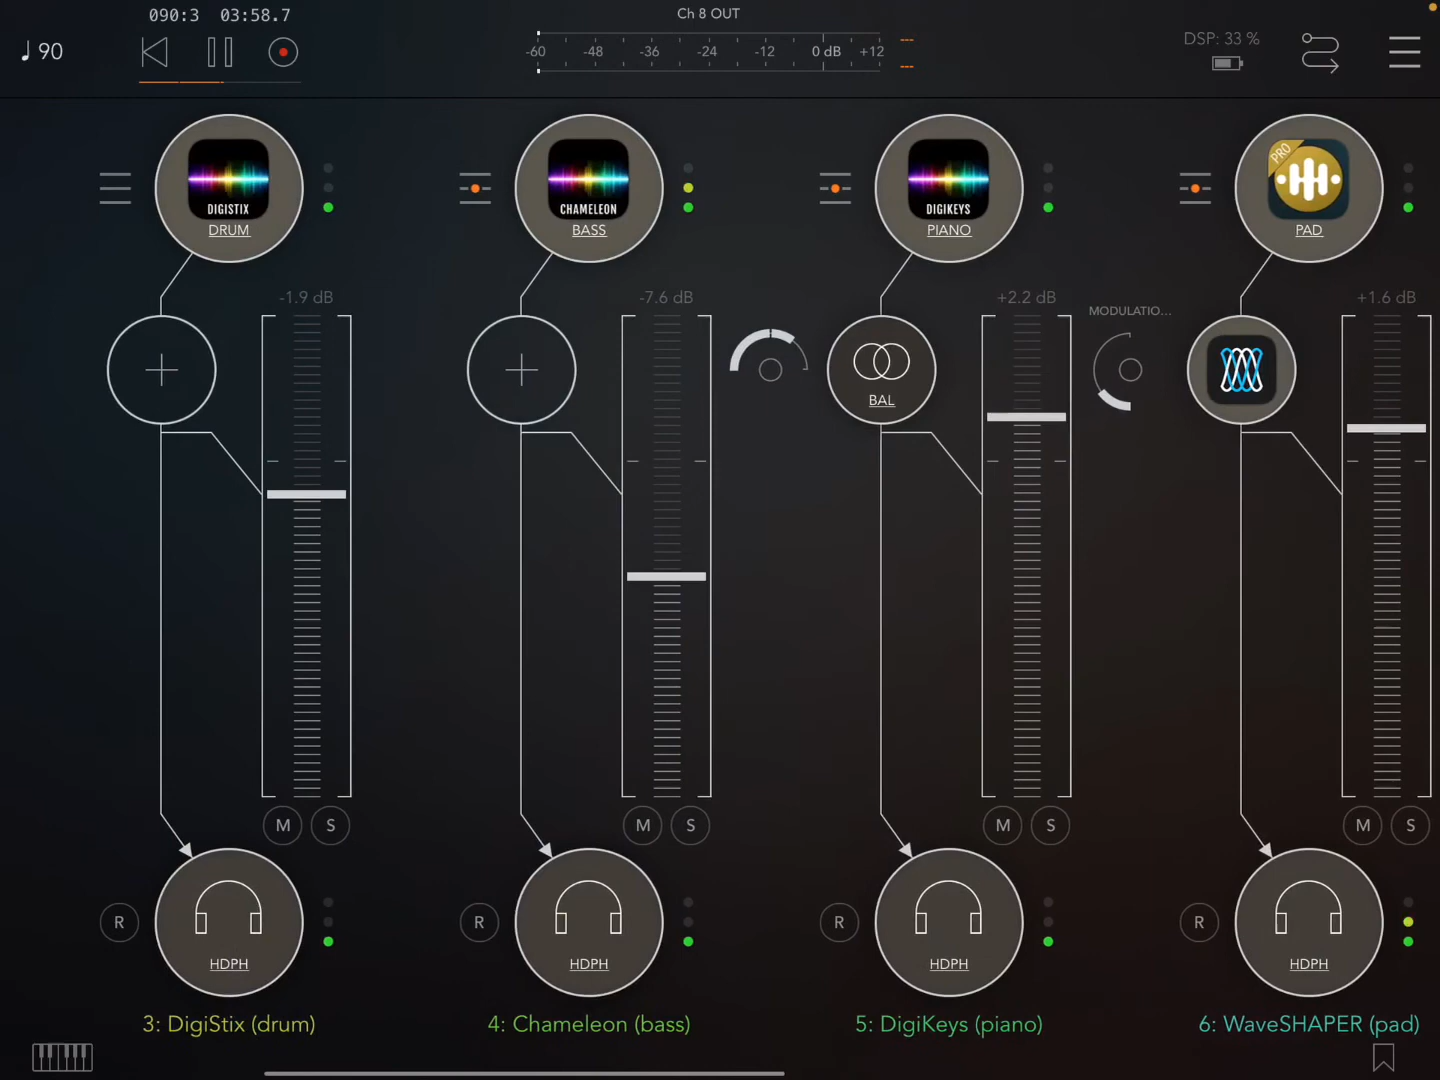 090:3 03:58.7
Ch 8 OUT
♩ 90
-60 -48 -36 -24 -12 0 dB +12
---
---
DSP: 33 %
DIGISTIX
DRUM
CHAMELEON
BASS
DIGIKEYS
PIANO
PRO
PAD
-1.9 dB
-7.6 dB
+2.2 dB
MODULATIO...
+1.6 dB
BAL
M S
M S
M S
M S
R
HDPH
R
HDPH
R
HDPH
R
HDPH
3: DigiStix (drum)
4: Chameleon (bass)
5: DigiKeys (piano)
6: WaveSHAPER (pad)